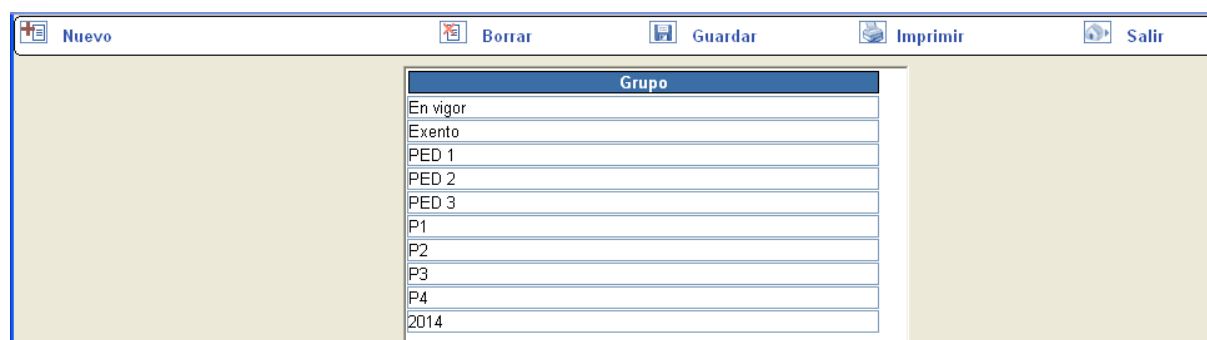 Nuevo Borrar Guardar Imprimir Salir
Grupo
En vigor
Exento
PED 1
PED 2
PED 3
P1
P2
P3
P4
2014